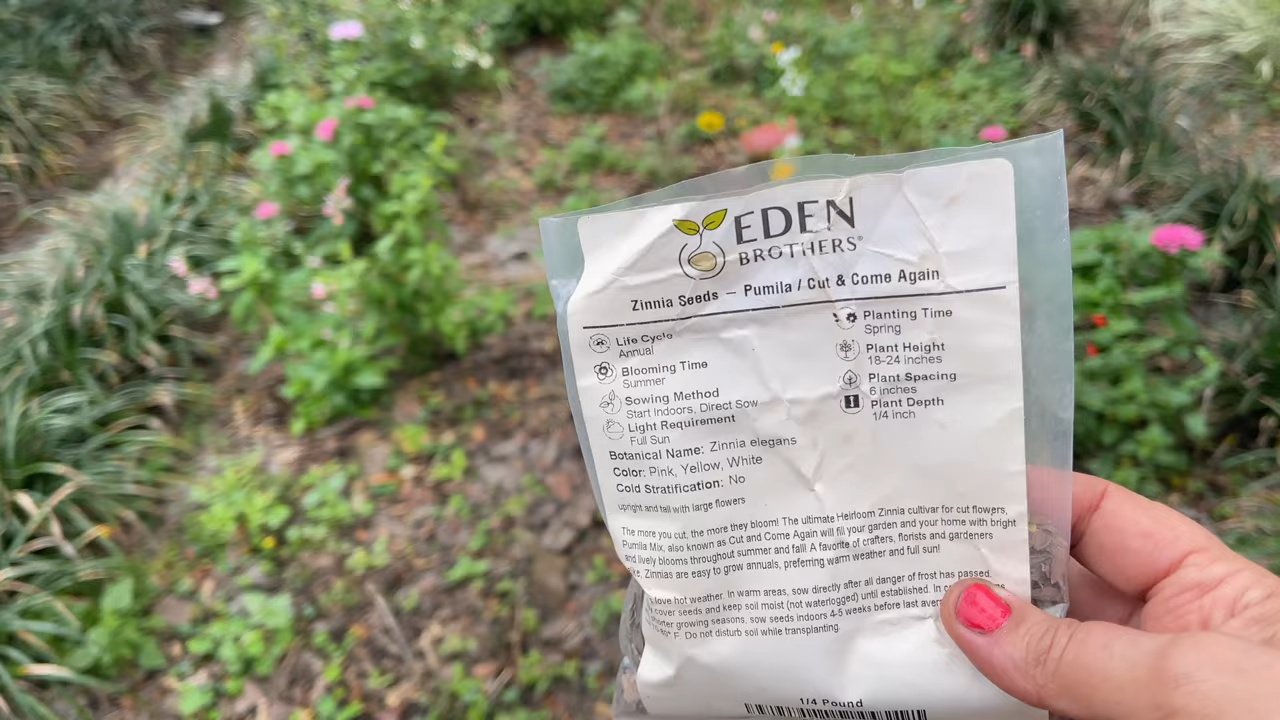 EDEN
BROTHERS®
Zinnia Seeds — Pumila / Cut & Come Again
Life Cycle
Annual
Blooming Time
Summer
Sowing Method
Start Indoors, Direct Sow
Light Requirement
Full Sun
Planting Time
Spring
Plant Height
18-24 inches
Plant Spacing
6 inches
Plant Depth
1/4 inch
Botanical Name: Zinnia elegans
Color: Pink, Yellow, White
Cold Stratification: No
upright and tall with large flowers
The more you cut, the more they bloom! The ultimate Heirloom Zinnia cultivar for cut flowers,
Pumila Mix, also known as Cut and Come Again will fill your garden and your home with bright
and lively blooms throughout summer and fall! A favorite of crafters, florists and gardeners
Zinnias are easy to grow annuals, preferring warm weather and full sun!
love hot weather. In warm areas, sow directly after all danger of frost has passed.
cover seeds and keep soil moist (not waterlogged) until established. In
shorter growing seasons, sow seeds indoors 4-5 weeks before last
F. Do not disturb soil while transplanting.
1/4 Pound